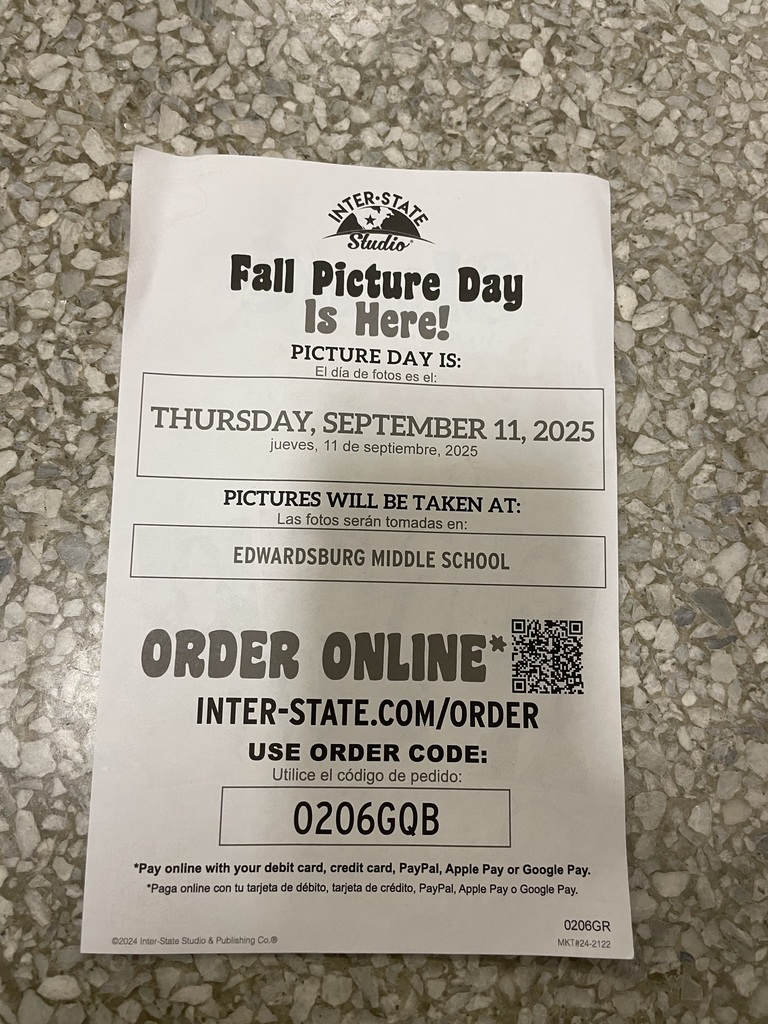 INTER-STATE
Studio®
Fall Picture Day
Is Here!
PICTURE DAY IS:
El día de fotos es el:
THURSDAY, SEPTEMBER 11, 2025
jueves, 11 de septiembre, 2025
PICTURES WILL BE TAKEN AT:
Las fotos serán tomadas en:
EDWARDSBURG MIDDLE SCHOOL
ORDER ONLINE*
INTER-STATE.COM/ORDER
USE ORDER CODE:
Utilice el código de pedido:
0206GQB
*Pay online with your debit card, credit card, PayPal, Apple Pay or Google Pay.
*Paga online con tu tarjeta de débito, tarjeta de crédito, PayPal, Apple Pay o Google Pay.
0206GR
©2024 Inter-State Studio & Publishing Co.®
MKT#24-2122